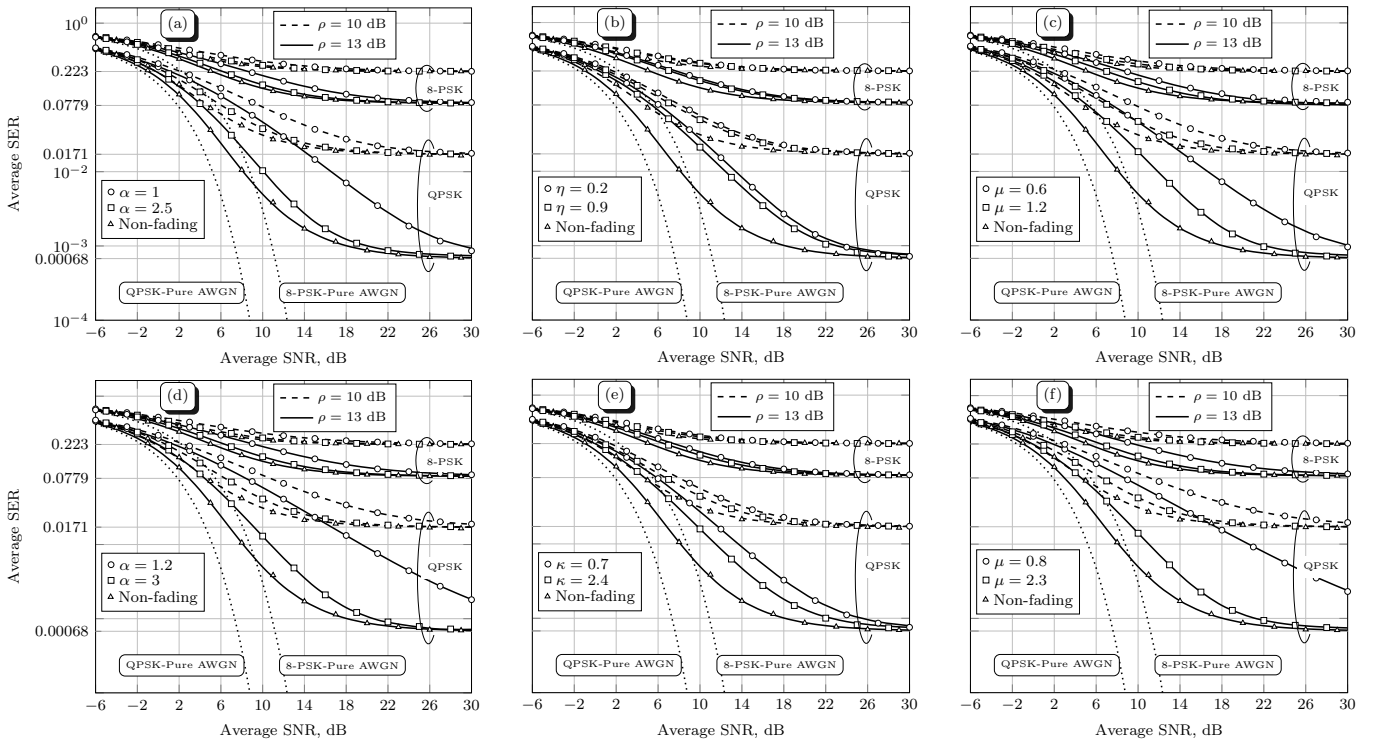 (a)
ρ = 10 dB
ρ = 13 dB
10⁰
0.223
0.0779
0.0171
10⁻²
10⁻³
0.00068
10⁻⁴
Average SER
8-PSK
QPSK
α = 1
α = 2.5
Non-fading
QPSK-Pure AWGN
8-PSK-Pure AWGN
−6 −2 2 6 10 14 18 22 26 30
Average SNR, dB
(b)
ρ = 10 dB
ρ = 13 dB
8-PSK
QPSK
η = 0.2
η = 0.9
Non-fading
QPSK-Pure AWGN
8-PSK-Pure AWGN
−6 −2 2 6 10 14 18 22 26 30
Average SNR, dB
(c)
ρ = 10 dB
ρ = 13 dB
8-PSK
QPSK
μ = 0.6
μ = 1.2
Non-fading
QPSK-Pure AWGN
8-PSK-Pure AWGN
−6 −2 2 6 10 14 18 22 26 30
Average SNR, dB
(d)
ρ = 10 dB
ρ = 13 dB
0.223
0.0779
0.0171
0.00068
Average SER
8-PSK
QPSK
α = 1.2
α = 3
Non-fading
QPSK-Pure AWGN
8-PSK-Pure AWGN
−6 −2 2 6 10 14 18 22 26 30
Average SNR, dB
(e)
ρ = 10 dB
ρ = 13 dB
8-PSK
QPSK
κ = 0.7
κ = 2.4
Non-fading
QPSK-Pure AWGN
8-PSK-Pure AWGN
−6 −2 2 6 10 14 18 22 26 30
Average SNR, dB
(f)
ρ = 10 dB
ρ = 13 dB
8-PSK
QPSK
μ = 0.8
μ = 2.3
Non-fading
QPSK-Pure AWGN
8-PSK-Pure AWGN
−6 −2 2 6 10 14 18 22 26 30
Average SNR, dB